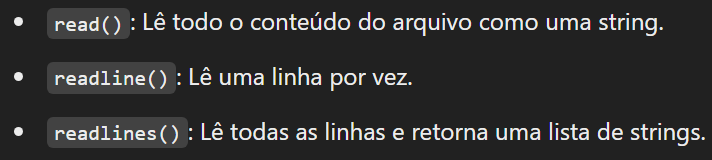 read(): Lê todo o conteúdo do arquivo como uma string.
readline(): Lê uma linha por vez.
readlines(): Lê todas as linhas e retorna uma lista de strings.